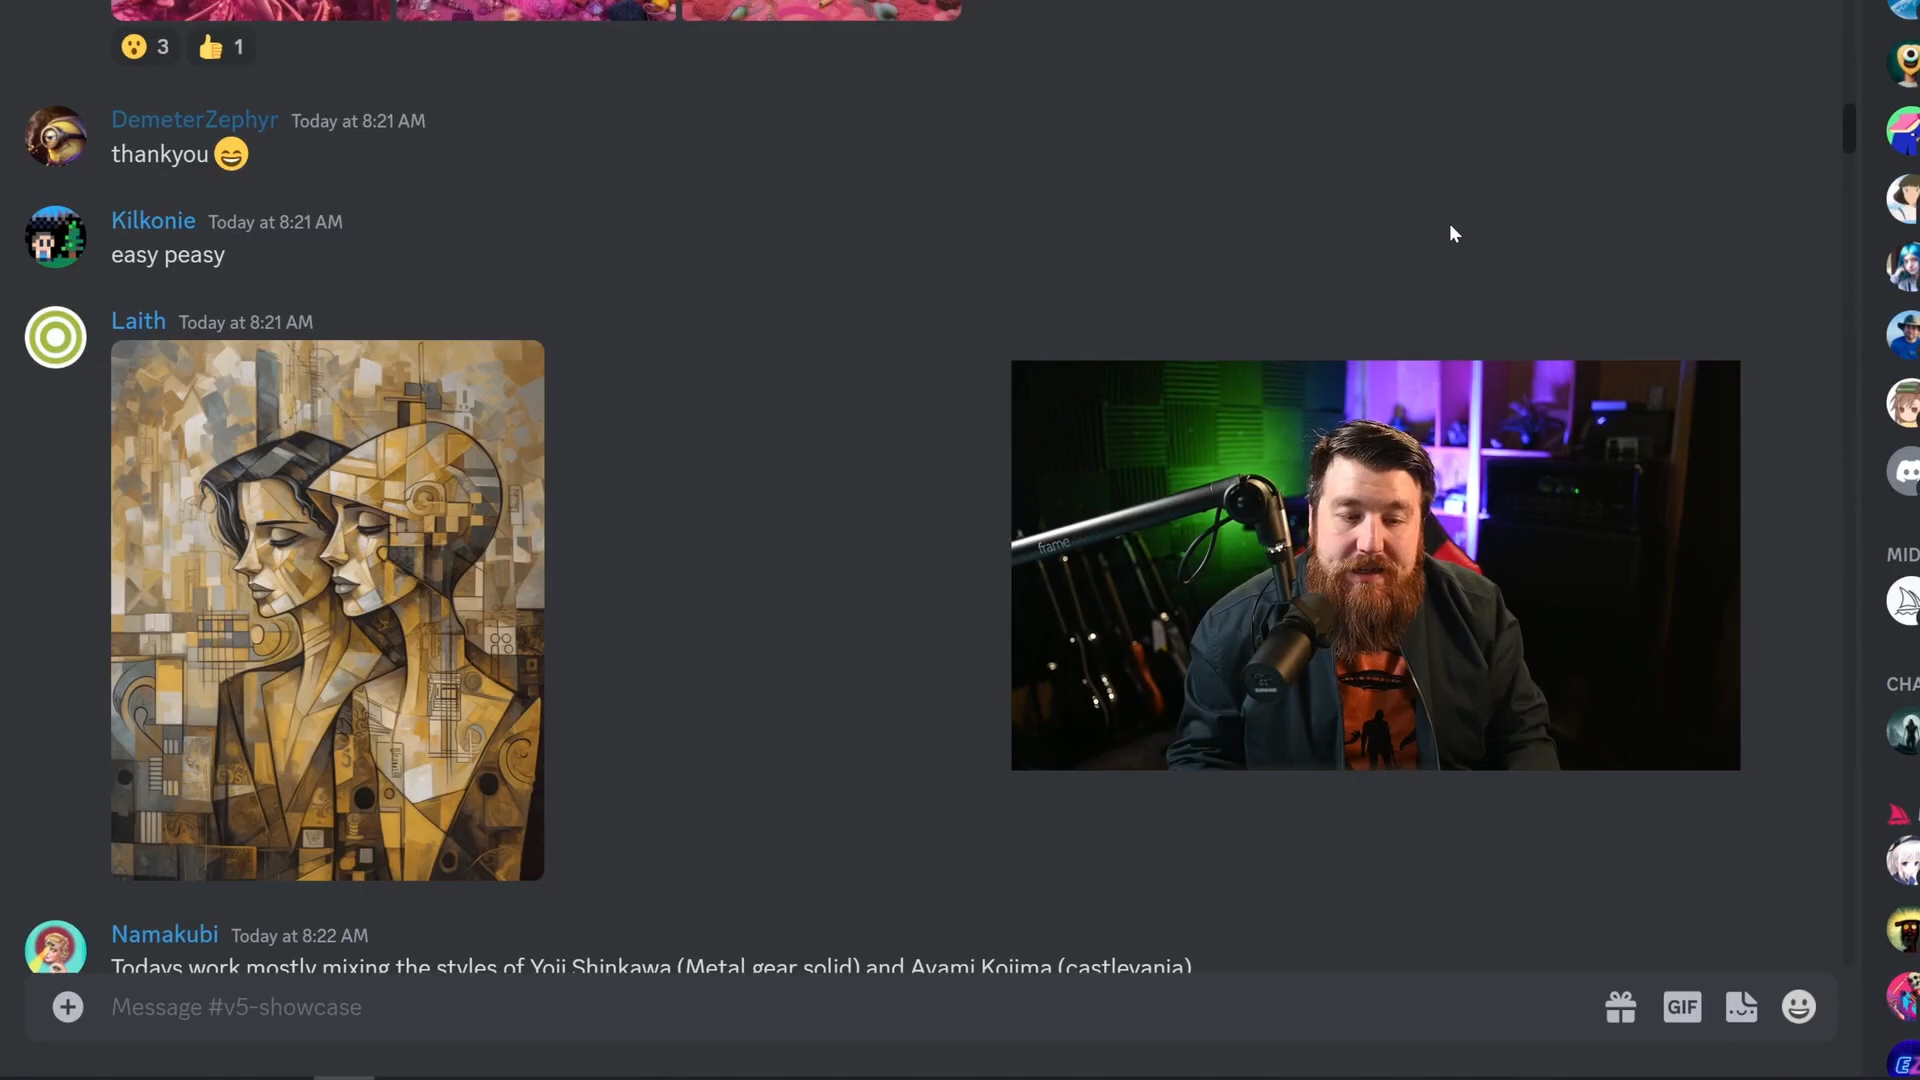 3 1
DemeterZephyr Today at 8:21 AM
thankyou
Kilkonie Today at 8:21 AM
easy peasy
Laith Today at 8:21 AM
frame
Namakubi Today at 8:22 AM
Todays work mostly mixing the styles of Yoji Shinkawa (Metal gear solid) and Ayami Kojima (castlevania)
Message #v5-showcase
GIF
MID
CHA
EZ